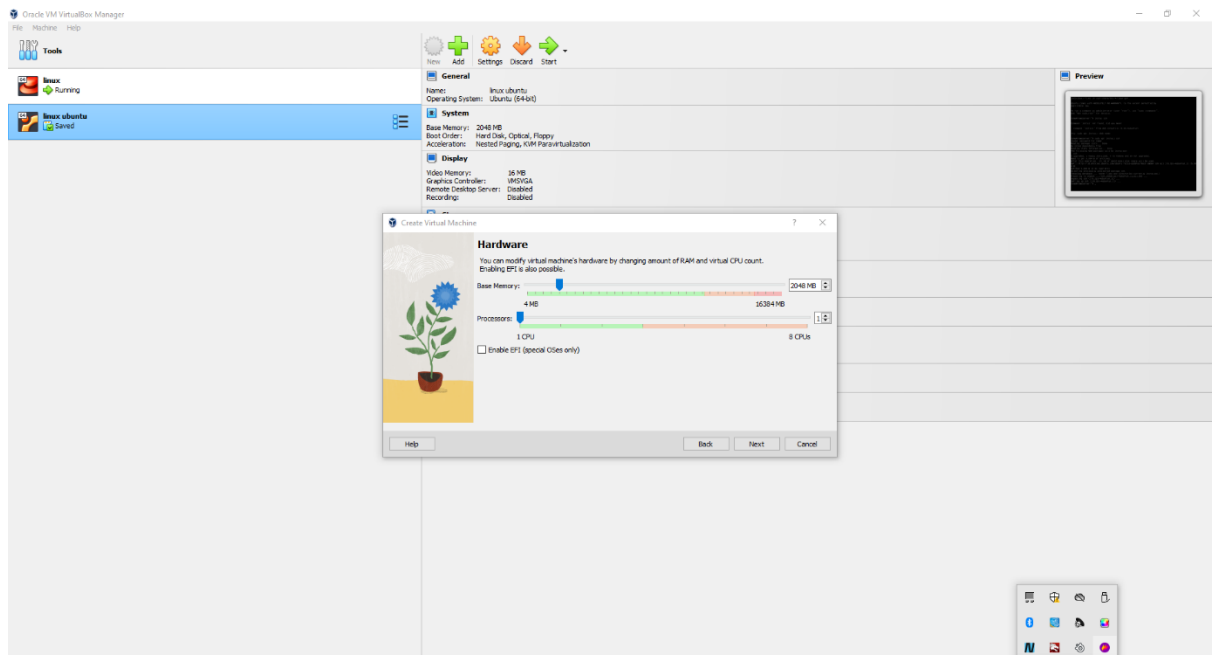 Oracle VM VirtualBox Manager
File Machine Help
Tools
New Add Settings Discard Start
linux
Running
linux ubuntu
Saved
General
Name: linux ubuntu
Operating System: Ubuntu (64-bit)
System
Base Memory: 2048 MB
Boot Order: Hard Disk, Optical, Floppy
Acceleration: Nested Paging, KVM Paravirtualization
Display
Video Memory: 16 MB
Graphics Controller: VMSVGA
Remote Desktop Server: Disabled
Recording: Disabled
Preview
Create Virtual Machine
Hardware
You can modify virtual machine's hardware by changing amount of RAM and virtual CPU count.
Enabling EFI is also possible.
Base Memory: 2048 MB
4 MB 16384 MB
Processors: 1
1 CPU 8 CPUs
Enable EFI (special OSes only)
Help Back Next Cancel